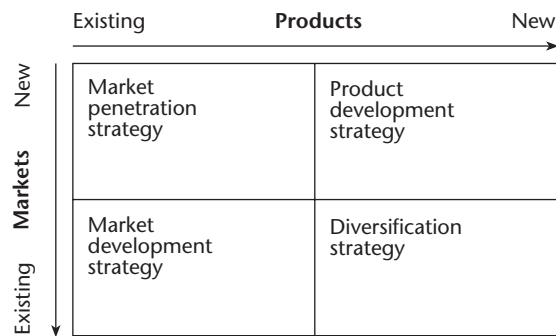 Existing Products New
New
Markets
Existing
Market
penetration
strategy
Product
development
strategy
Market
development
strategy
Diversification
strategy